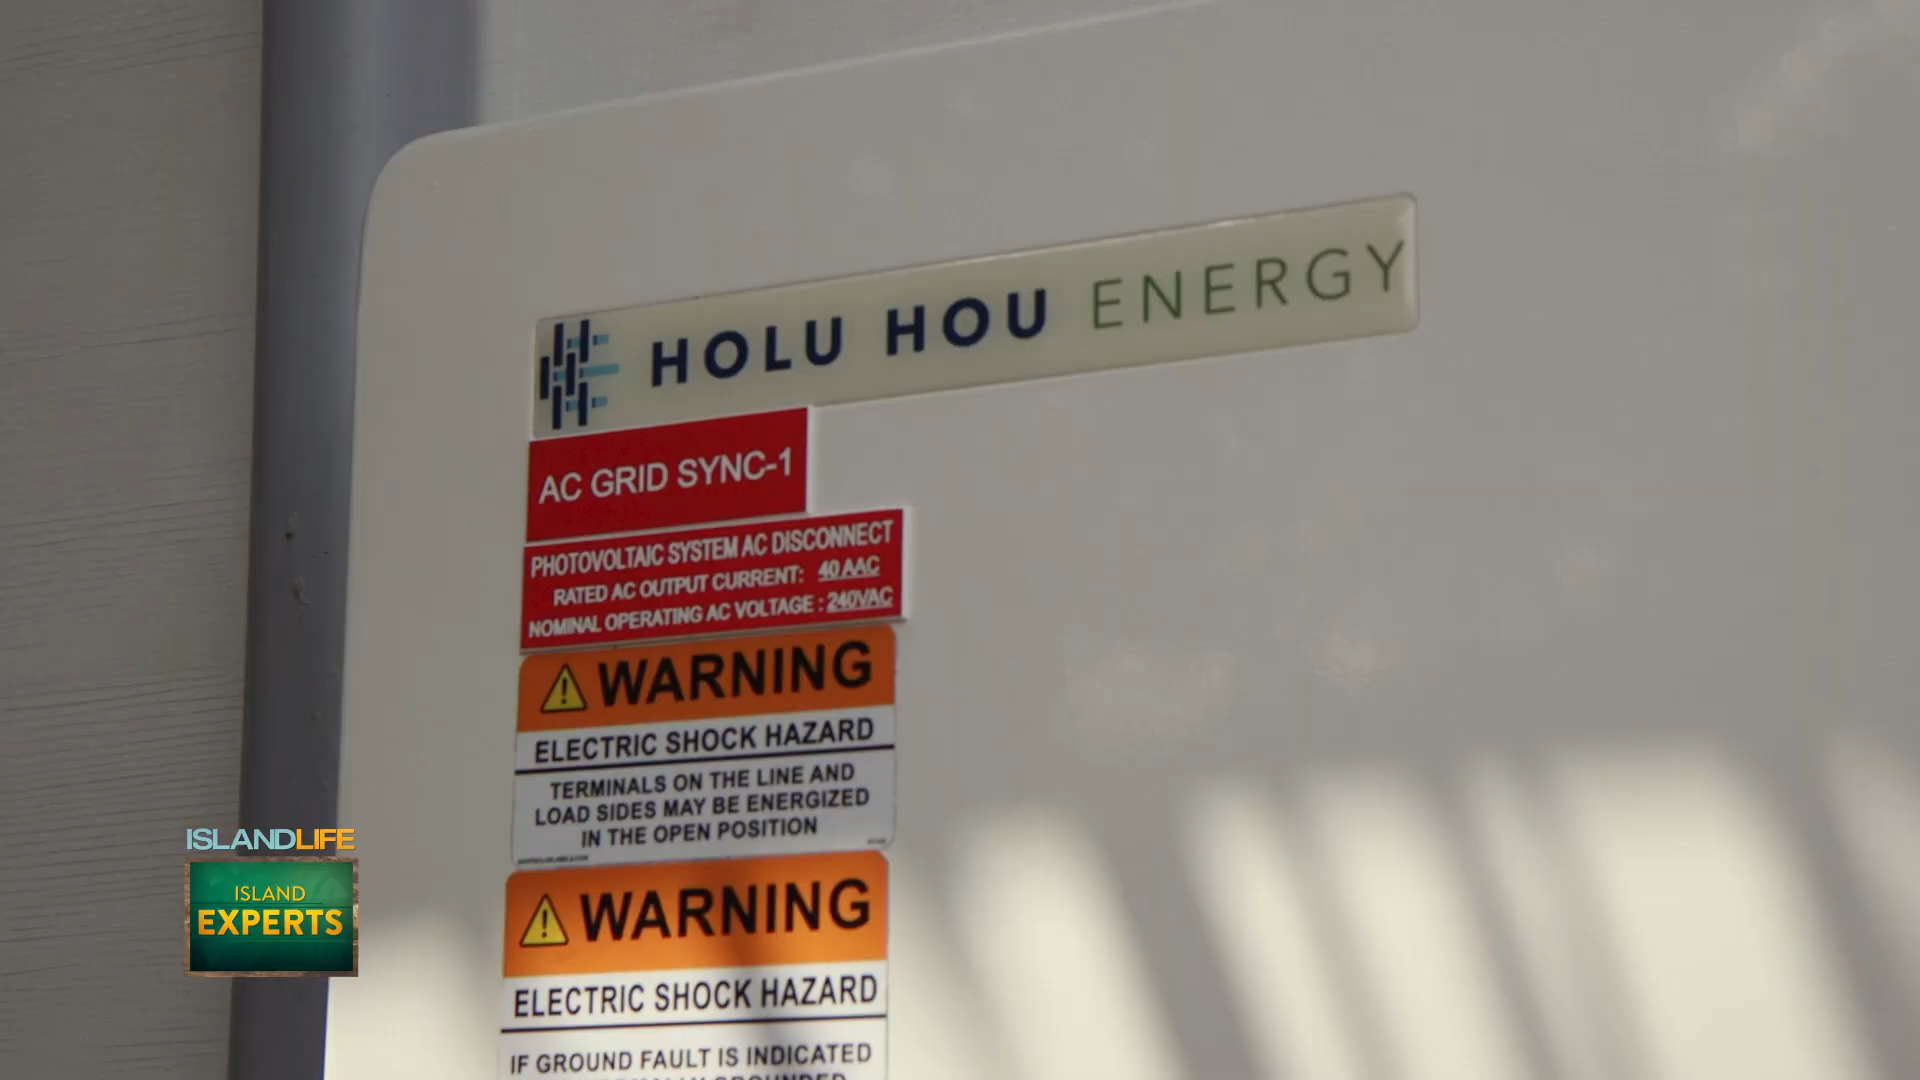 HOLU HOU ENERGY
AC GRID SYNC-1
PHOTOVOLTAIC SYSTEM AC DISCONNECT
RATED AC OUTPUT CURRENT: 40 AAC
NOMINAL OPERATING AC VOLTAGE : 240VAC
WARNING
ELECTRIC SHOCK HAZARD
TERMINALS ON THE LINE AND
LOAD SIDES MAY BE ENERGIZED
IN THE OPEN POSITION
WARNING
ELECTRIC SHOCK HAZARD
IF GROUND FAULT IS INDICATED
GROUNDED
ISLANDLIFE
ISLAND
EXPERTS